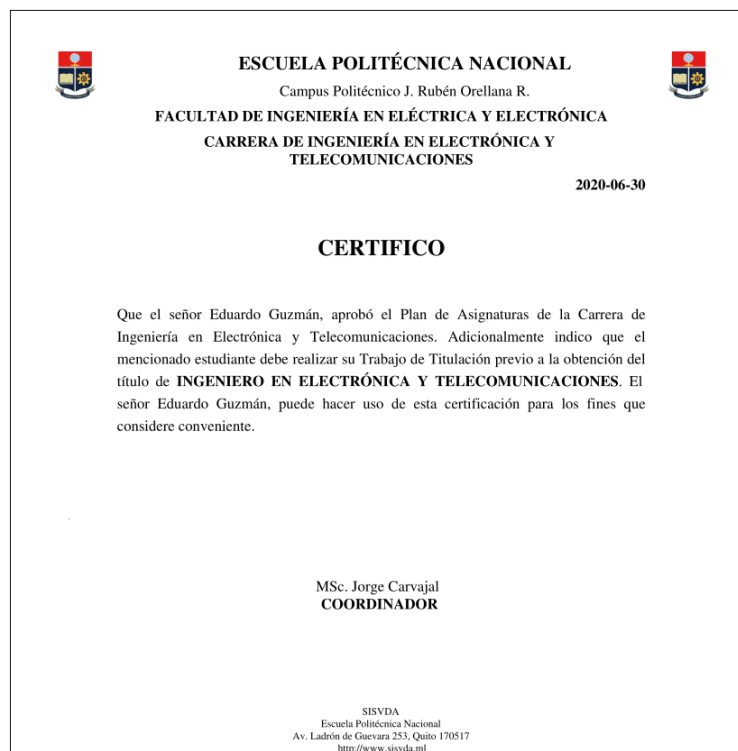 ESCUELA POLITÉCNICA NACIONAL
Campus Politécnico J. Rubén Orellana R.
FACULTAD DE INGENIERÍA EN ELÉCTRICA Y ELECTRÓNICA
CARRERA DE INGENIERÍA EN ELECTRÓNICA Y
TELECOMUNICACIONES
2020-06-30
CERTIFICO
Que el señor Eduardo Guzmán, aprobó el Plan de Asignaturas de la Carrera de
Ingeniería en Electrónica y Telecomunicaciones. Adicionalmente indico que el
mencionado estudiante debe realizar su Trabajo de Titulación previo a la obtención del
título de INGENIERO EN ELECTRÓNICA Y TELECOMUNICACIONES. El
señor Eduardo Guzmán, puede hacer uso de esta certificación para los fines que
considere conveniente.
MSc. Jorge Carvajal
COORDINADOR
SISVDA
Escuela Politécnica Nacional
Av. Ladrón de Guevara 253, Quito 170517
http://www.sisvda.ml